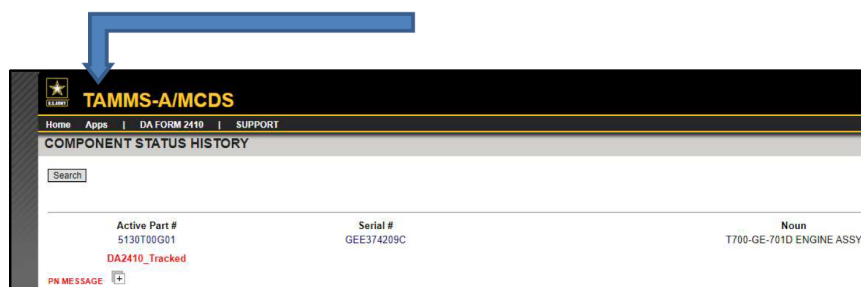 U.S.ARMY
TAMMS-A/MCDS
Home Apps | DA FORM 2410 | SUPPORT
COMPONENT STATUS HISTORY
Search
Active Part # Serial # Noun
5130T00G01 GEE374209C T700-GE-701D ENGINE ASSY
DA2410_Tracked
PN MESSAGE +